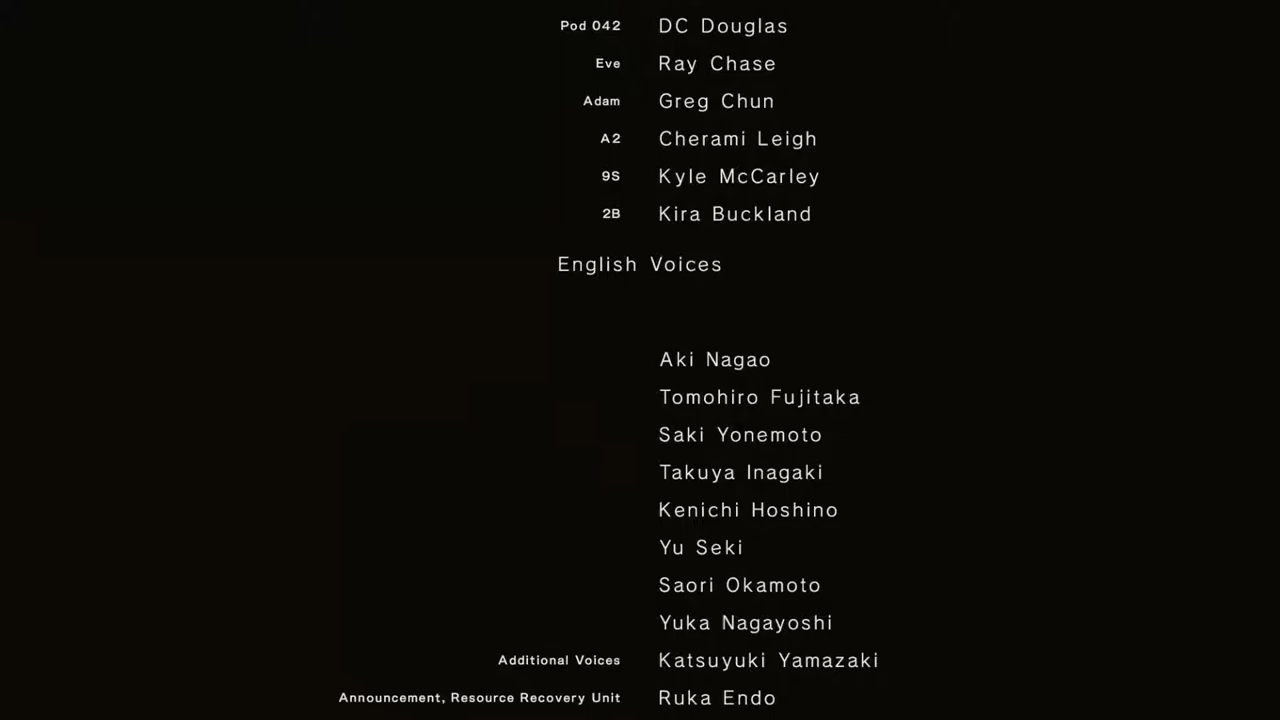 Pod 042 DC Douglas
Eve Ray Chase
Adam Greg Chun
A2 Cherami Leigh
9S Kyle McCarley
2B Kira Buckland
English Voices
Aki Nagao
Tomohiro Fujitaka
Saki Yonemoto
Takuya Inagaki
Kenichi Hoshino
Yu Seki
Saori Okamoto
Yuka Nagayoshi
Additional Voices Katsuyuki Yamazaki
Announcement, Resource Recovery Unit Ruka Endo